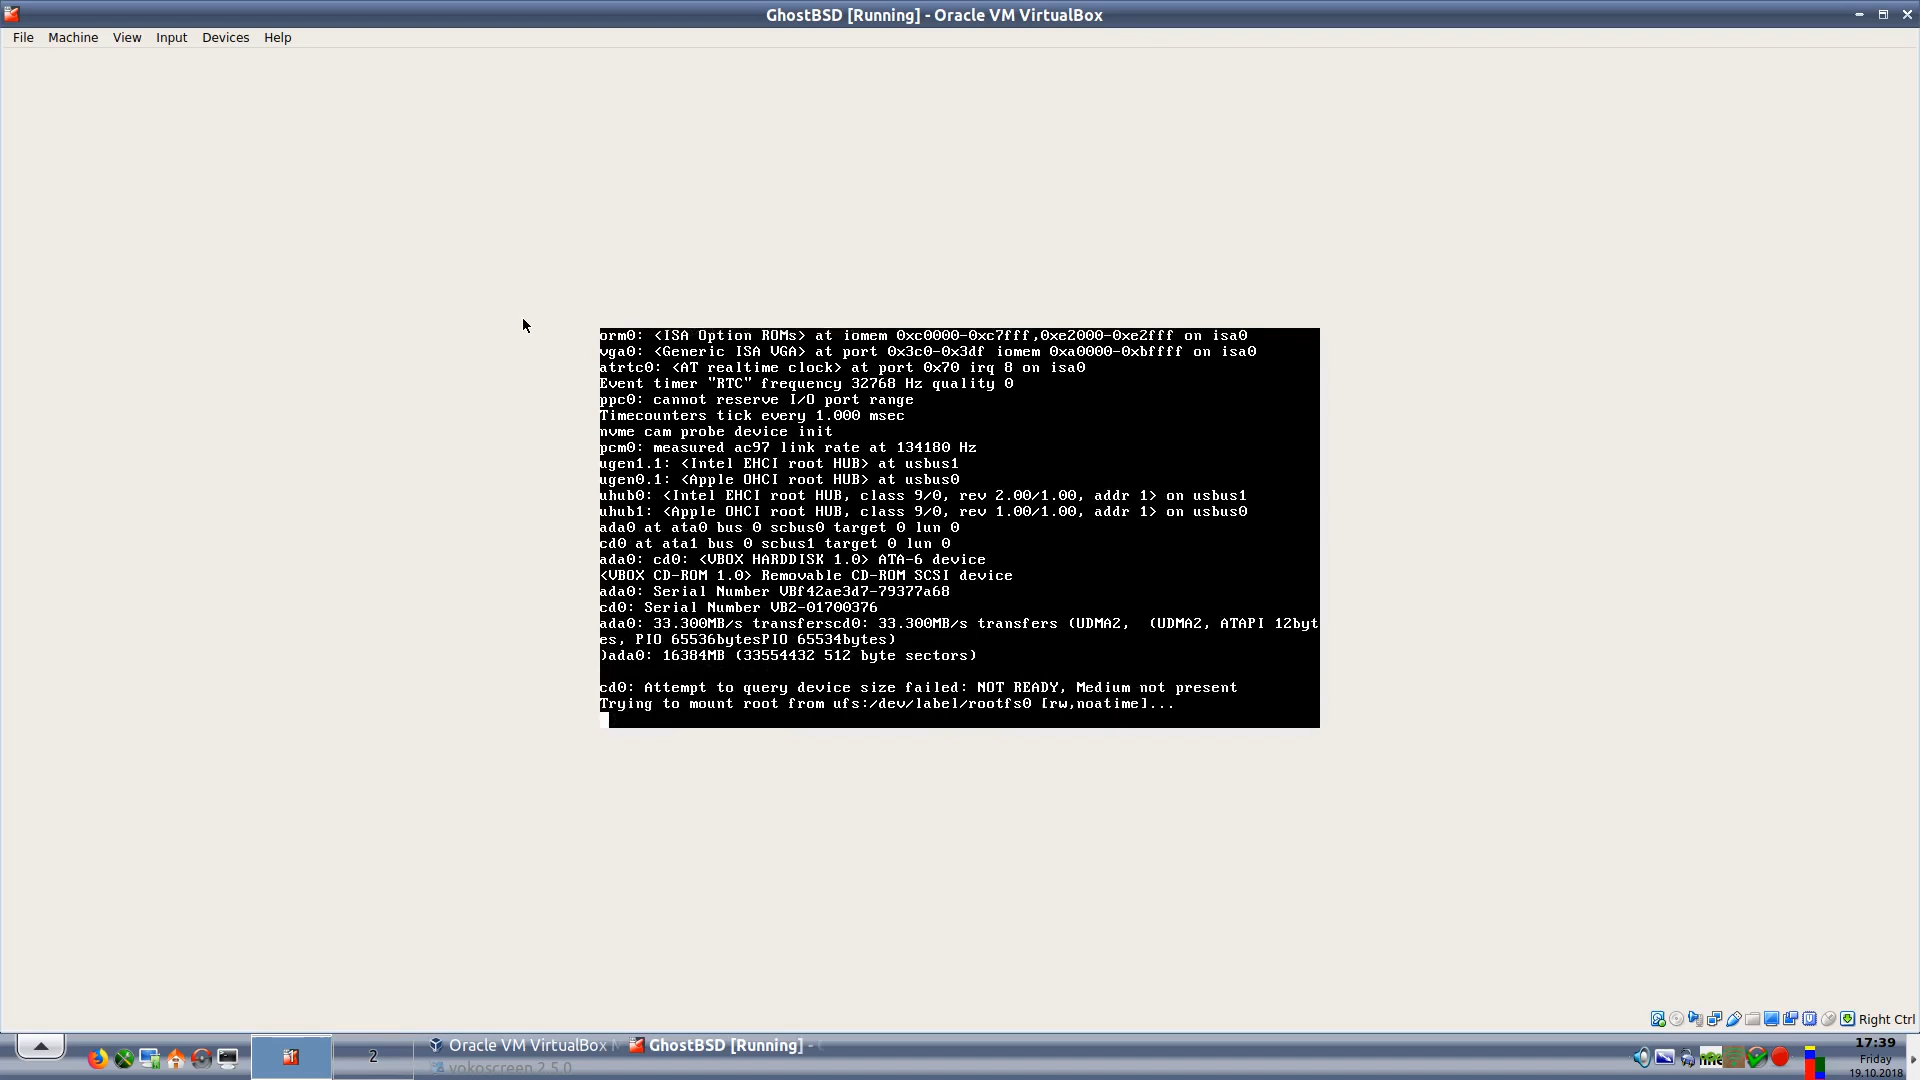 GhostBSD [Running] - Oracle VM VirtualBox
File Machine View Input Devices Help
orm0: <ISA Option ROMs> at iomem 0xc0000-0xc7fff,0xe2000-0xe2fff on isa0
vga0: <Generic ISA VGA> at port 0x3c0-0x3df iomem 0xa0000-0xbffff on isa0
atrtc0: <AT realtime clock> at port 0x70 irq 8 on isa0
Event timer "RTC" frequency 32768 Hz quality 0
ppc0: cannot reserve I/O port range
Timecounters tick every 1.000 msec
nvme cam probe device init
pcm0: measured ac97 link rate at 134180 Hz
ugen1.1: <Intel EHCI root HUB> at usbus1
ugen0.1: <Apple OHCI root HUB> at usbus0
uhub0: <Intel EHCI root HUB, class 9/0, rev 2.00/1.00, addr 1> on usbus1
uhub1: <Apple OHCI root HUB, class 9/0, rev 1.00/1.00, addr 1> on usbus0
ada0 at ata0 bus 0 scbus0 target 0 lun 0
cd0 at ata1 bus 0 scbus1 target 0 lun 0
ada0: cd0: <VBOX HARDDISK 1.0> ATA-6 device
<VBOX CD-ROM 1.0> Removable CD-ROM SCSI device
ada0: Serial Number VBf42ae3d7-79377a68
cd0: Serial Number VB2-01700376
ada0: 33.300MB/s transferscd0: 33.300MB/s transfers (UDMA2,  (UDMA2, ATAPI 12byt
es, PIO 65536bytesPIO 65534bytes)
)ada0: 16384MB (33554432 512 byte sectors)
cd0: Attempt to query device size failed: NOT READY, Medium not present
Trying to mount root from ufs:/dev/label/rootfs0 [rw,noatime]...
Right Ctrl
2
Oracle VM VirtualBox
GhostBSD [Running] -
vokoscreen 2.5.0
17:39
Friday
19.10.2018